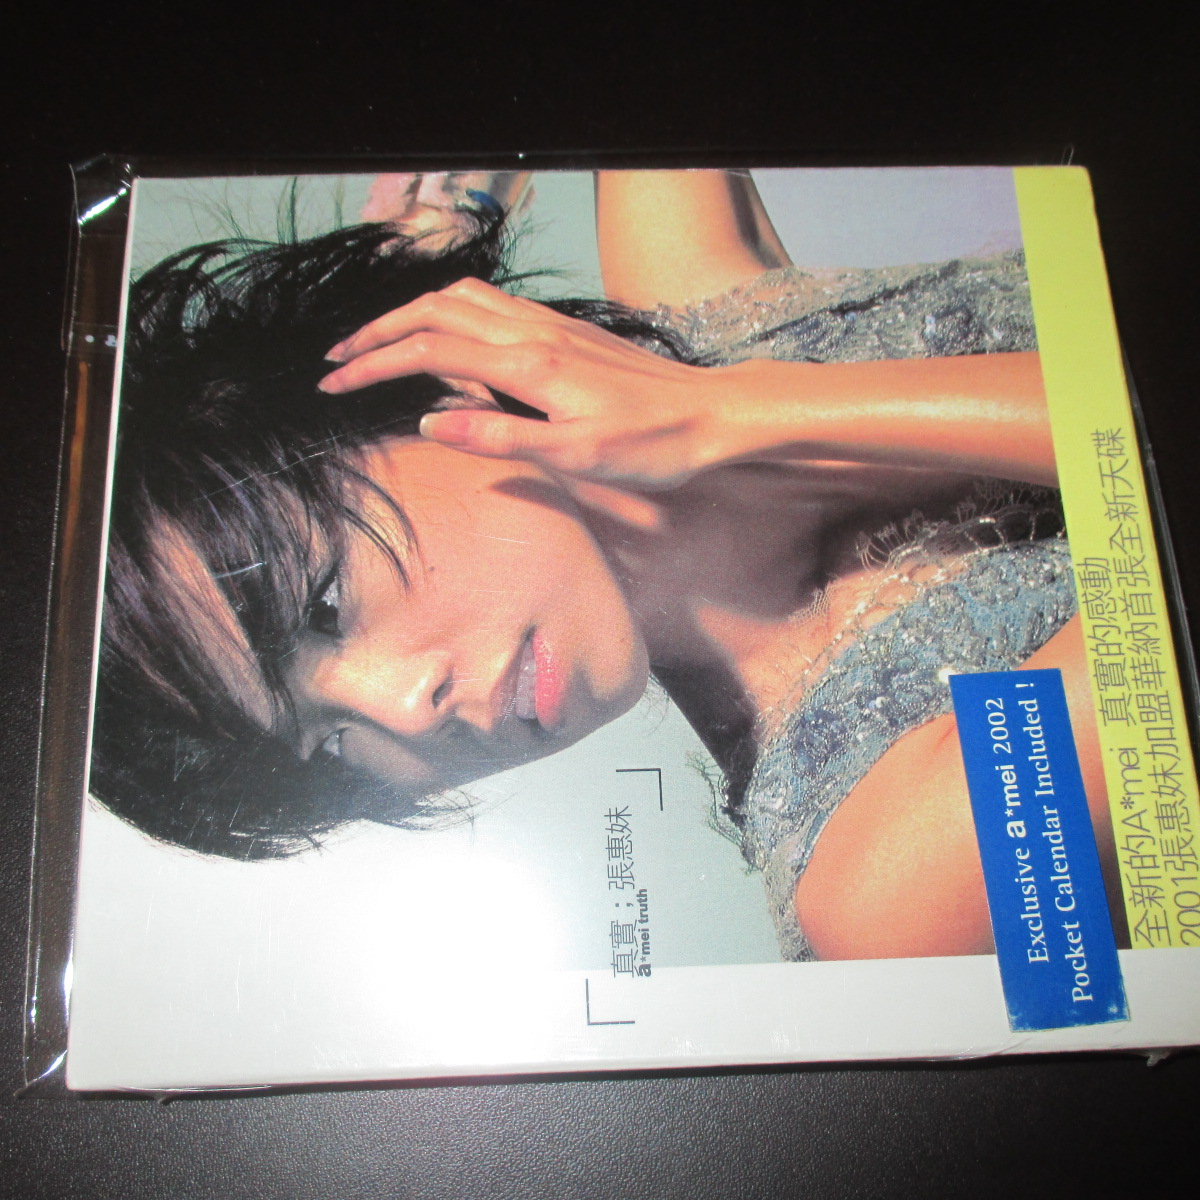 「真實；張惠妹」
a*mei truth
Exclusive a*mei 2002
Pocket Calendar Included !
全新的A*mei 真實的感動
2001張惠妹加盟華納首張全新天碟